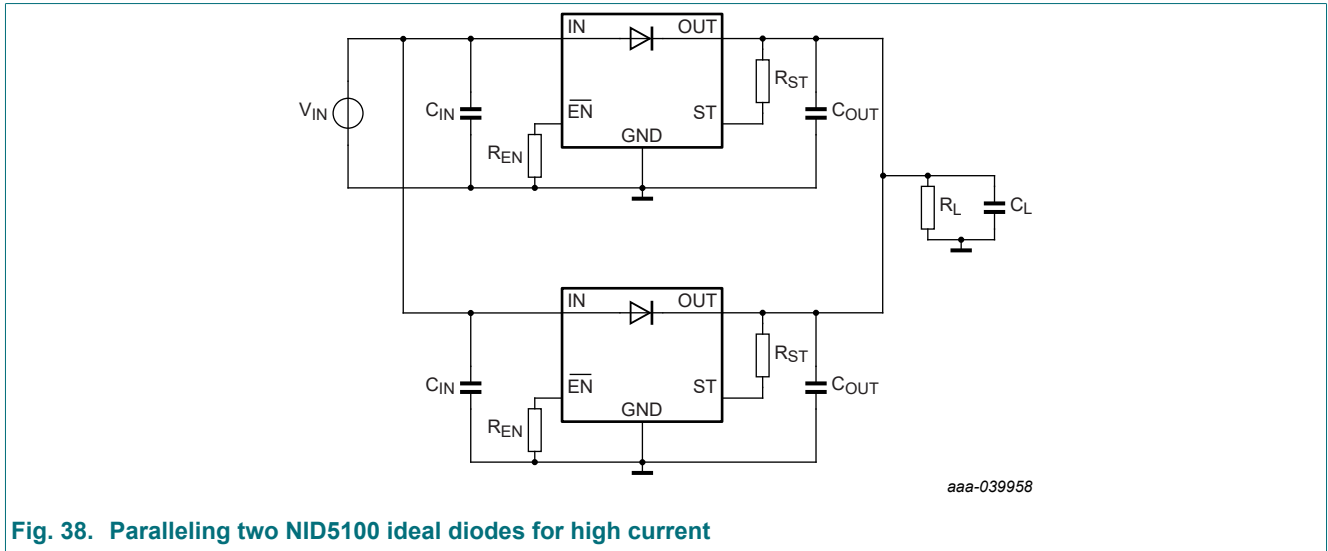 IN OUT
V_IN C_IN R_ST C_OUT
EN ST
GND
R_EN
R_L C_L
IN OUT
R_ST
C_IN EN ST C_OUT
GND
R_EN
aaa-039958
Fig. 38. Paralleling two NID5100 ideal diodes for high current